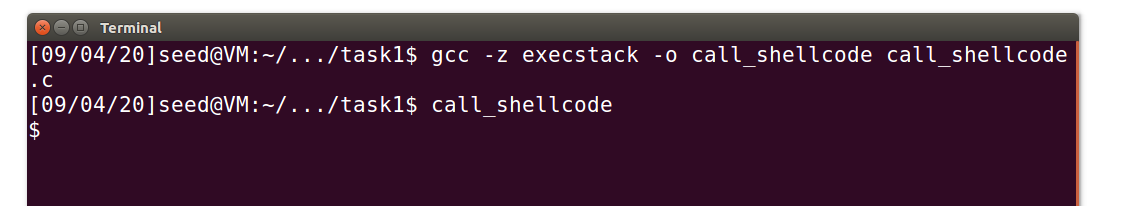 Terminal
[09/04/20]seed@VM:~/.../task1$ gcc -z execstack -o call_shellcode call_shellcode
.c
[09/04/20]seed@VM:~/.../task1$ call_shellcode
$